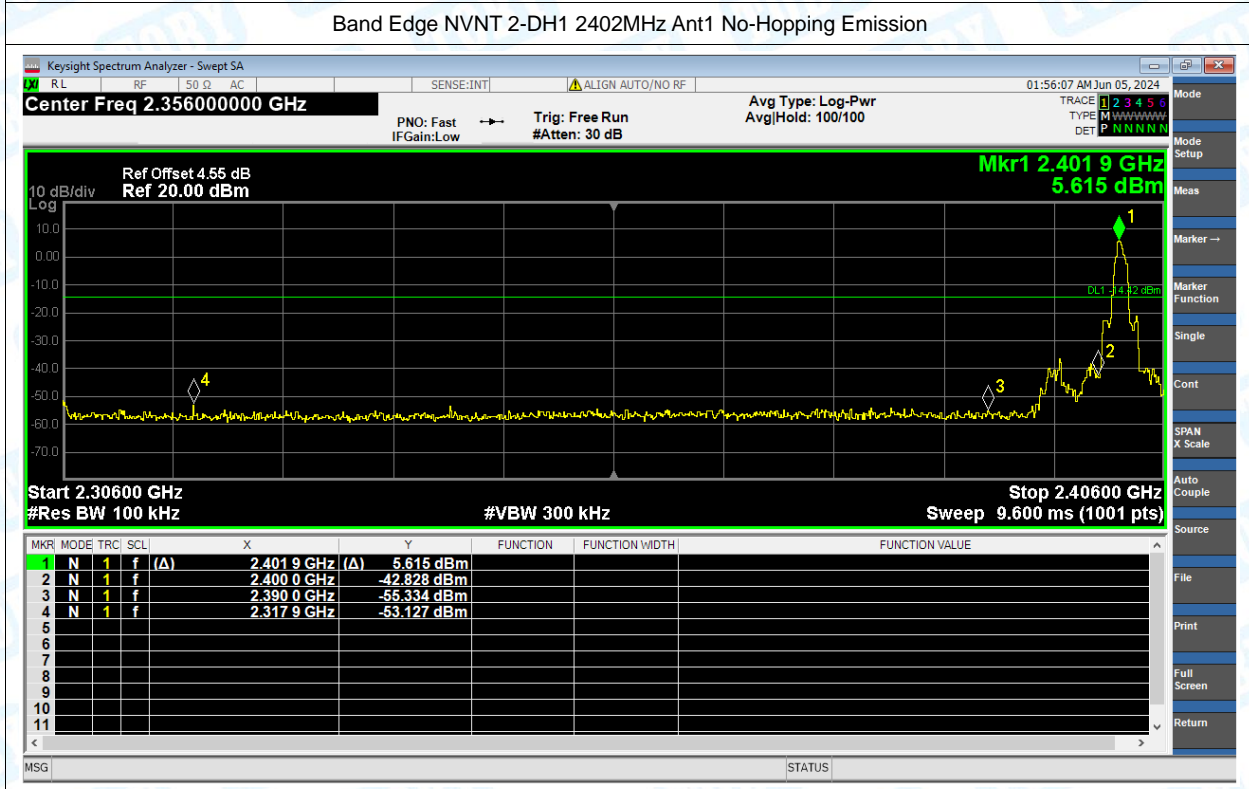 Band Edge NVNT 2-DH1 2402MHz Ant1 No-Hopping Emission
Keysight Spectrum Analyzer - Swept SA
LXI RL RF 50 Ω AC SENSE:INT ALIGN AUTO/NO RF 01:56:07 AM Jun 05, 2024
Center Freq 2.356000000 GHz
PNO: Fast
IFGain:Low
Trig: Free Run
#Atten: 30 dB
Avg Type: Log-Pwr
Avg|Hold: 100/100
TRACE 1 2 3 4 5 6
TYPE M WWWWW
DET P N N N N N
Mkr1 2.401 9 GHz
5.615 dBm
Ref Offset 4.55 dB
10 dB/div Ref 20.00 dBm
Log
10.0
0.00
-10.0
-20.0
-30.0
-40.0
-50.0
-60.0
-70.0
1
DL1 -14.42 dBm
2
3
4
Start 2.30600 GHz Stop 2.40600 GHz
#Res BW 100 kHz #VBW 300 kHz Sweep 9.600 ms (1001 pts)
MKR MODE TRC SCL X Y FUNCTION FUNCTION WIDTH FUNCTION VALUE
1 N 1 f (Δ) 2.401 9 GHz (Δ) 5.615 dBm
2 N 1 f 2.400 0 GHz -42.828 dBm
3 N 1 f 2.390 0 GHz -55.334 dBm
4 N 1 f 2.317 9 GHz -53.127 dBm
5
6
7
8
9
10
11
MSG STATUS
Mode
Mode
Setup
Meas
Marker →
Marker
Function
Single
Cont
SPAN
X Scale
Auto
Couple
Source
File
Print
Full
Screen
Return